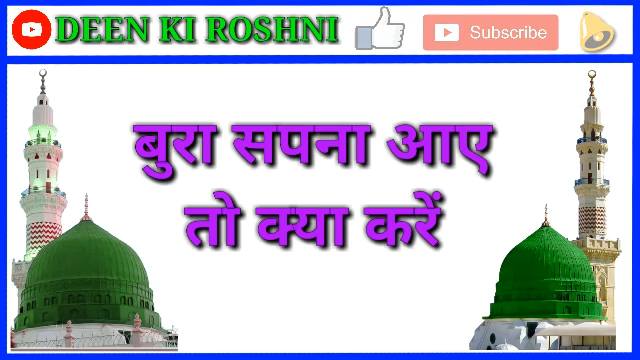 DEEN KI ROSHNI
Subscribe
बुरा सपना आए
तो क्या करें